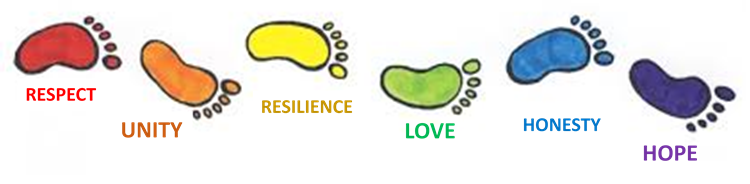 RESPECT
UNITY
RESILIENCE
LOVE
HONESTY
HOPE